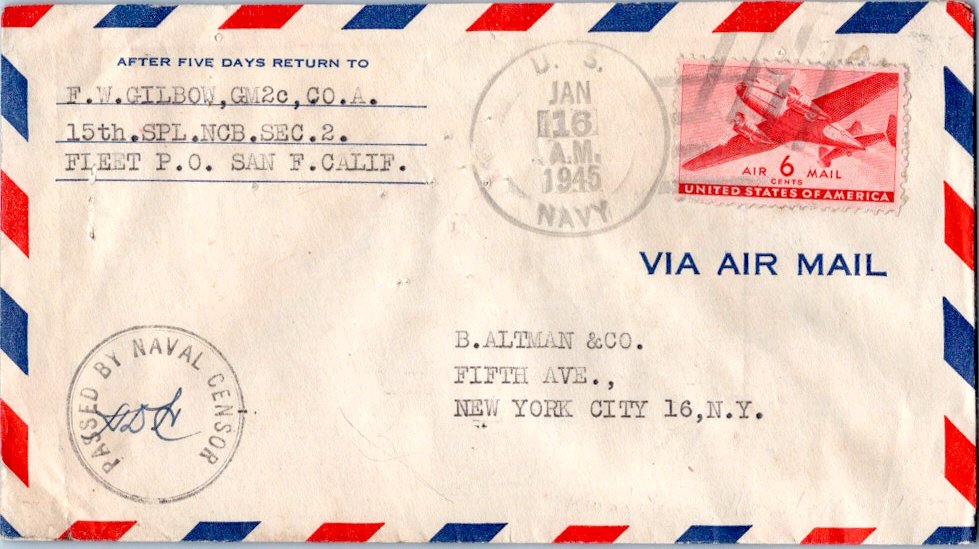 AFTER FIVE DAYS RETURN TO
F.W.GILBOW,GM2c,CO.A.
15th.SPL.NCB.SEC.2.
FLEET P.O. SAN F.CALIF.
U. S.
JAN
16
A.M.
1945
NAVY
AIR 6 MAIL
CENTS
UNITED STATES OF AMERICA
VIA AIR MAIL
B.ALTMAN &CO.
FIFTH AVE.,
NEW YORK CITY 16,N.Y.
PASSED BY NAVAL CENSOR